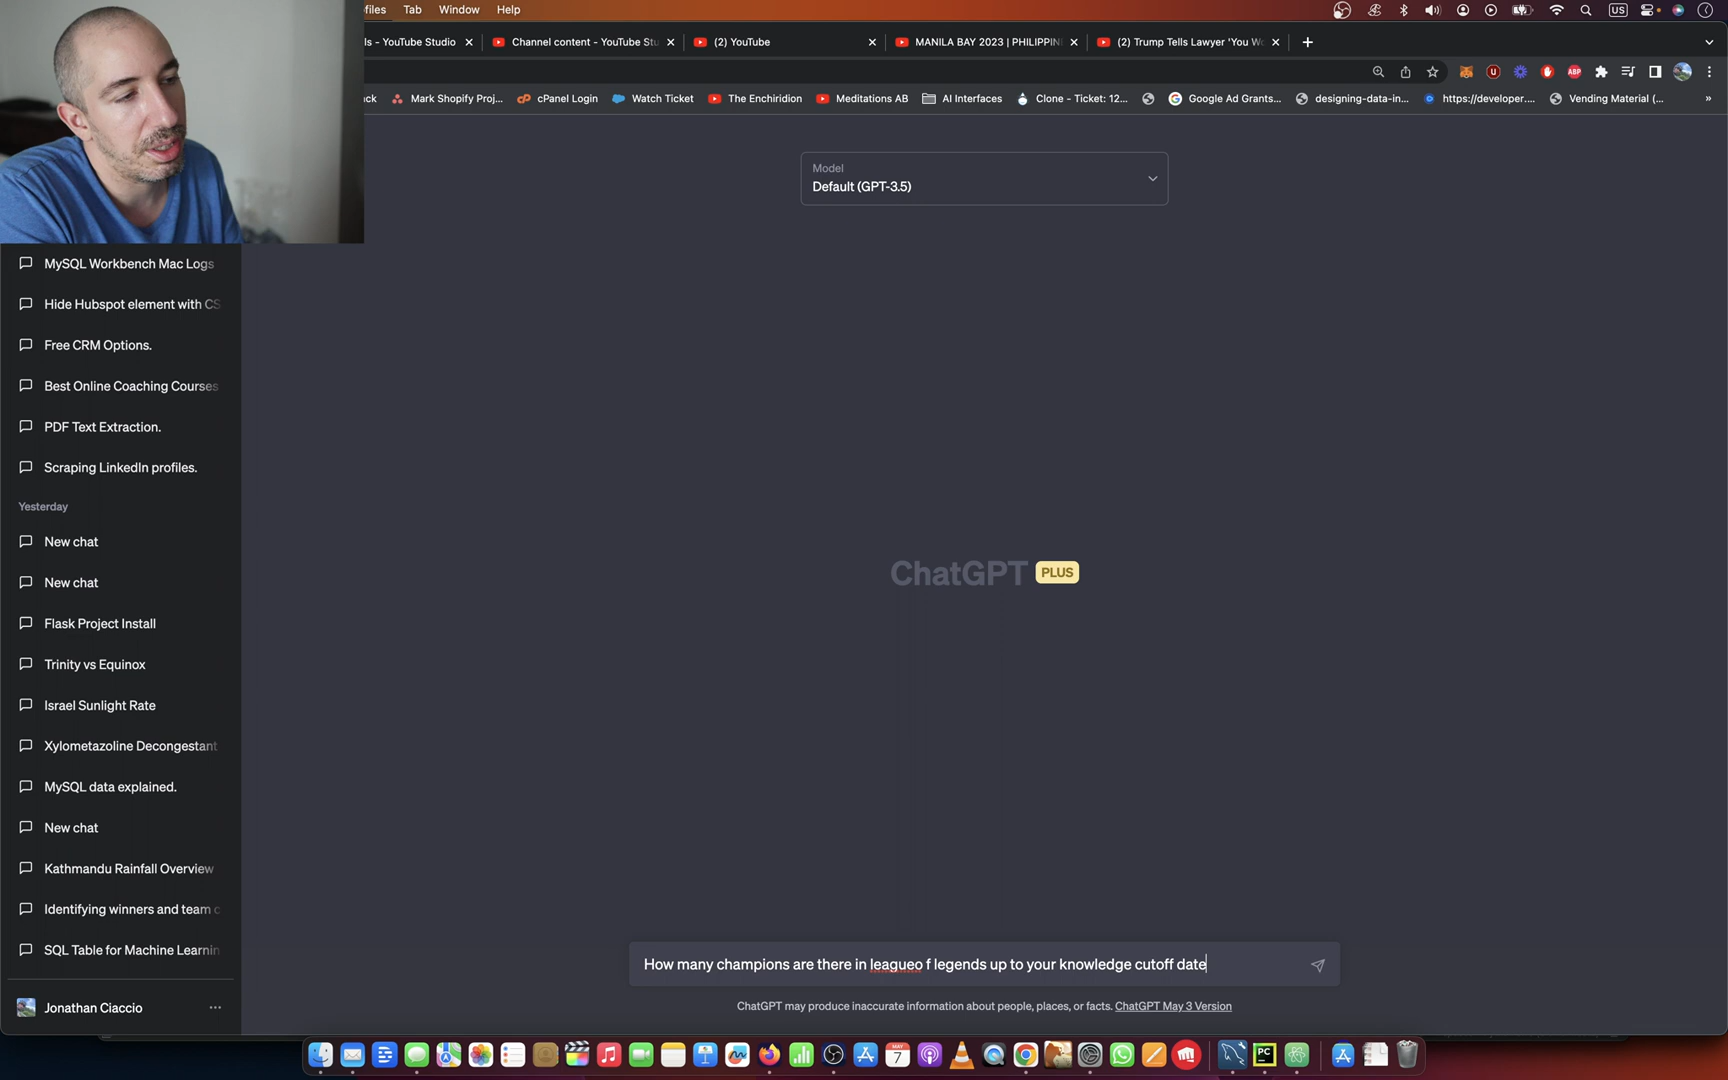 files Tab Window Help
US
ls - YouTube Studio
Channel content - YouTube Stu
(2) YouTube
MANILA BAY 2023 | PHILIPPIN
(2) Trump Tells Lawyer 'You Wo
ABP
ck
Mark Shopify Proj...
cPanel Login
Watch Ticket
The Enchiridion
Meditations AB
AI Interfaces
Clone - Ticket: 12...
Google Ad Grants...
designing-data-in...
https://developer....
Vending Material (...
»
Model
Default (GPT-3.5)
MySQL Workbench Mac Logs
Hide Hubspot element with CS
Free CRM Options.
Best Online Coaching Courses
PDF Text Extraction.
Scraping LinkedIn profiles.
Yesterday
New chat
New chat
Flask Project Install
Trinity vs Equinox
Israel Sunlight Rate
Xylometazoline Decongestant
MySQL data explained.
New chat
Kathmandu Rainfall Overview
Identifying winners and team c
SQL Table for Machine Learnin
Jonathan Ciaccio
...
ChatGPT PLUS
How many champions are there in leagueo f legends up to your knowledge cutoff date
ChatGPT may produce inaccurate information about people, places, or facts. ChatGPT May 3 Version
MAY
7
PC